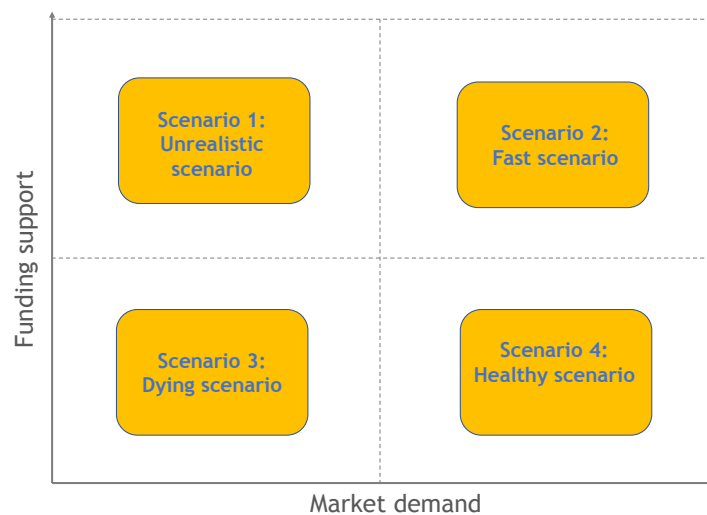 Funding support
Scenario 1:
Unrealistic
scenario
Scenario 2:
Fast scenario
Scenario 3:
Dying scenario
Scenario 4:
Healthy scenario
Market demand